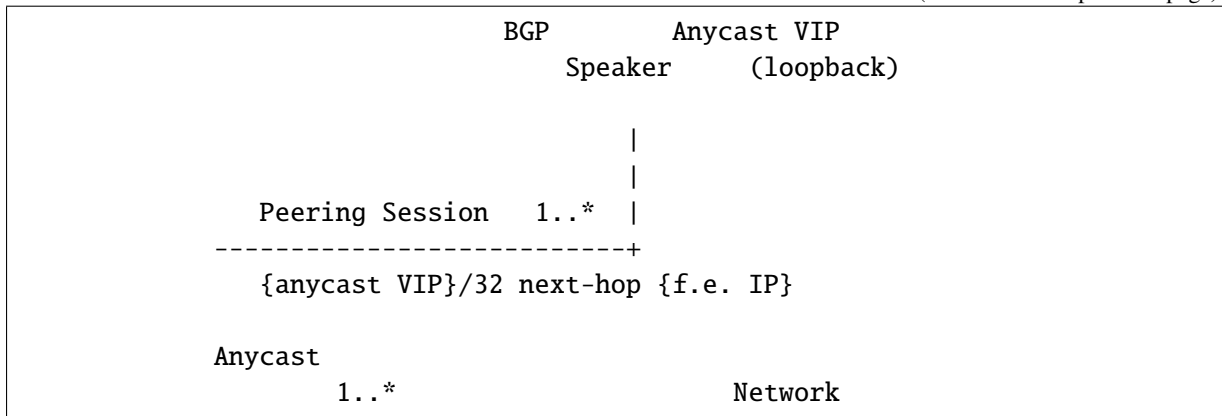 BGP Anycast VIP
Speaker (loopback)
|
|
Peering Session 1..* |
---------------------------+
{anycast VIP}/32 next-hop {f.e. IP}
Anycast
1..* Network